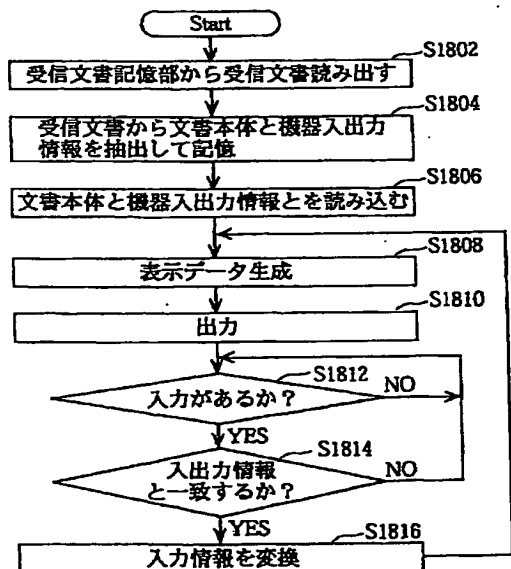 Start
S1802
受信文書記憶部から受信文書読み出す
S1804
受信文書から文書本体と機器入出力
情報を抽出して記憶
S1806
文書本体と機器入出力情報とを読み込む
S1808
表示データ生成
S1810
出力
S1812
入力があるか？
NO
YES
S1814
入出力情報
と一致するか？
NO
YES
S1816
入力情報を変換